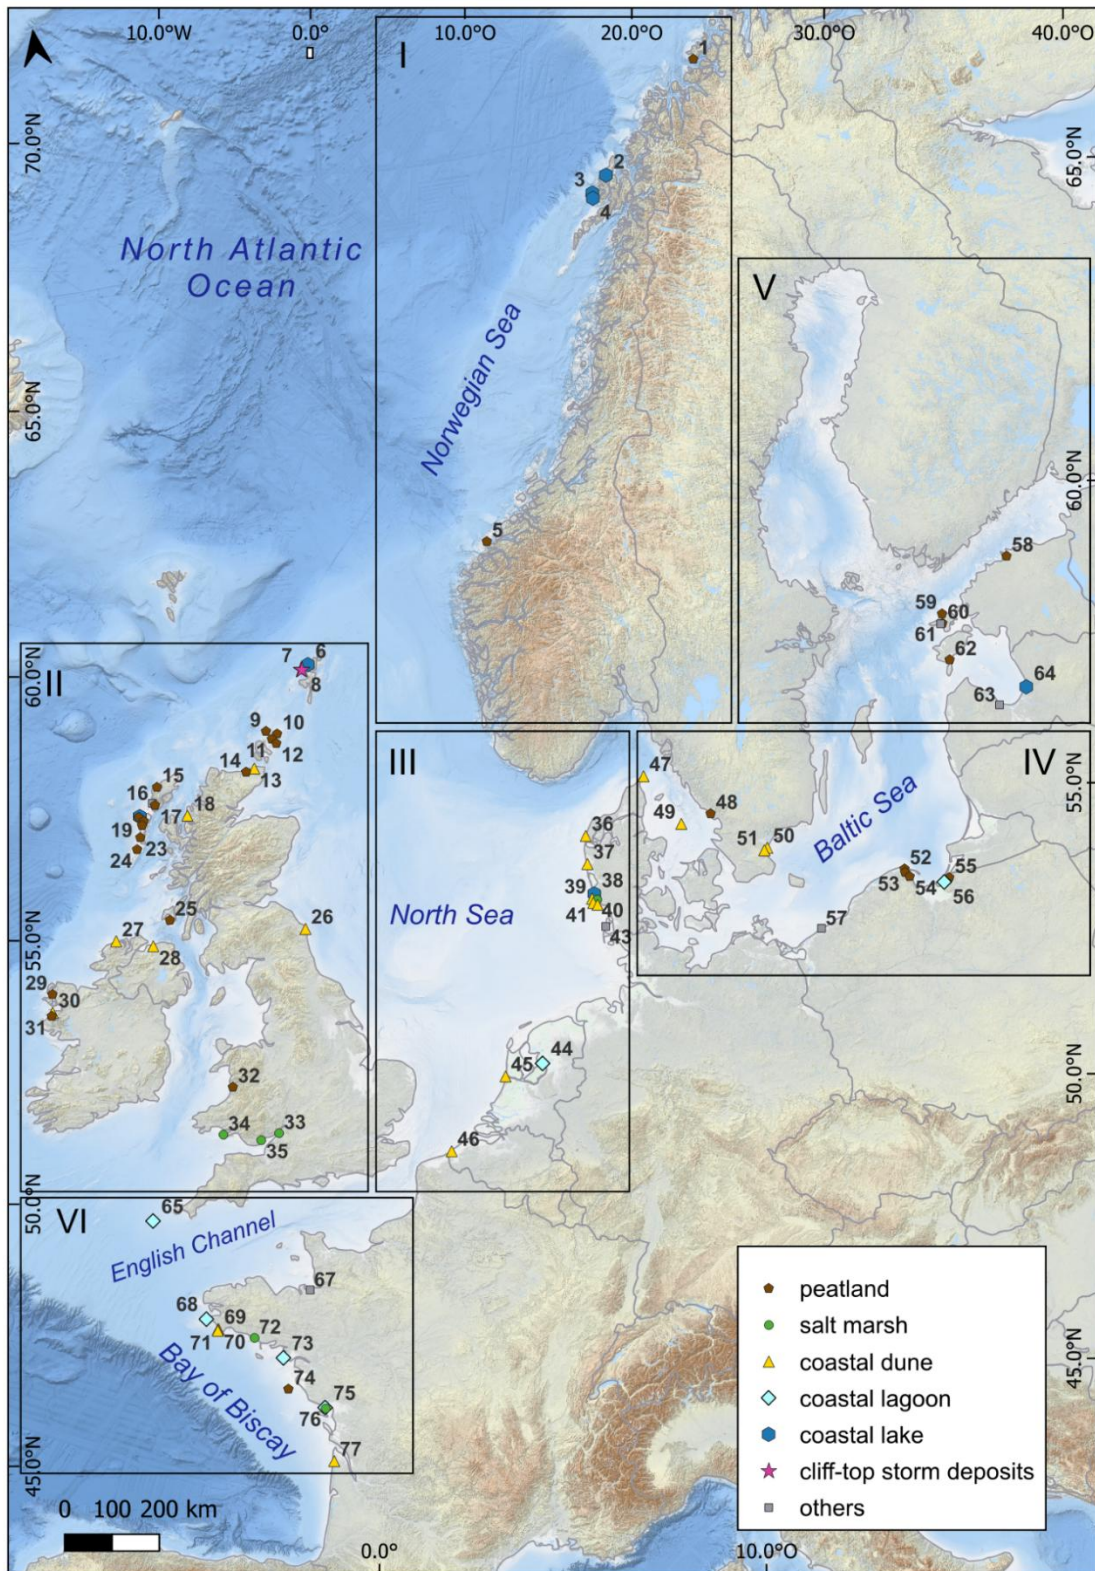 10.0°W
0.0°
10.0°O
20.0°O
30.0°O
40.0°O
I
1
70.0°N
65.0°N
2
3
4
North Atlantic
Ocean
V
Norwegian Sea
65.0°N
60.0°N
5
58
59
60
61
62
64
63
60.0°N
II
7
6
8
9
10
11
12
14
13
15
16
18
17
19
23
24
25
26
27
28
29
30
31
32
34
33
35
55.0°N
III
36
37
38
39
41
40
43
North Sea
45
44
46
47
IV
55.0°N
48
49
51
50
Baltic Sea
52
53
54
55
56
57
50.0°N
50.0°N
VI
65
English Channel
67
68
69
71
70
72
73
74
75
76
77
Bay of Biscay
45.0°N
45.0°N
peatland
salt marsh
coastal dune
coastal lagoon
coastal lake
cliff-top storm deposits
others
0 100 200 km
0.0°
10.0°O